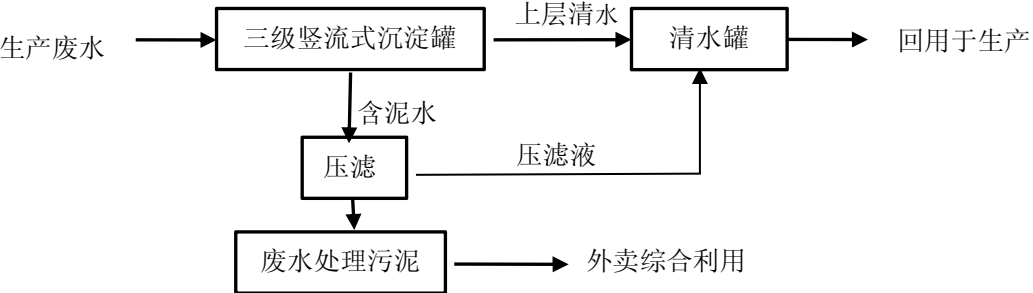 上层清水
生产废水
三级竖流式沉淀罐
清水罐
回用于生产
含泥水
压滤
压滤液
废水处理污泥
外卖综合利用